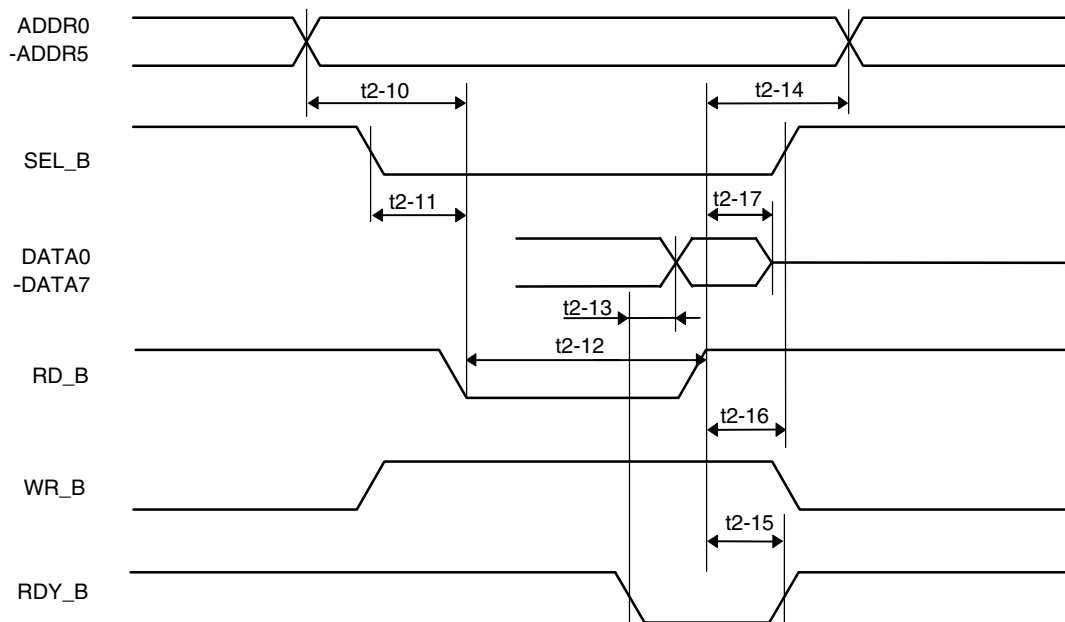 ADDR0
-ADDR5
t2-10
t2-14
SEL_B
t2-11
t2-17
DATA0
-DATA7
t2-13
t2-12
RD_B
t2-16
WR_B
t2-15
RDY_B